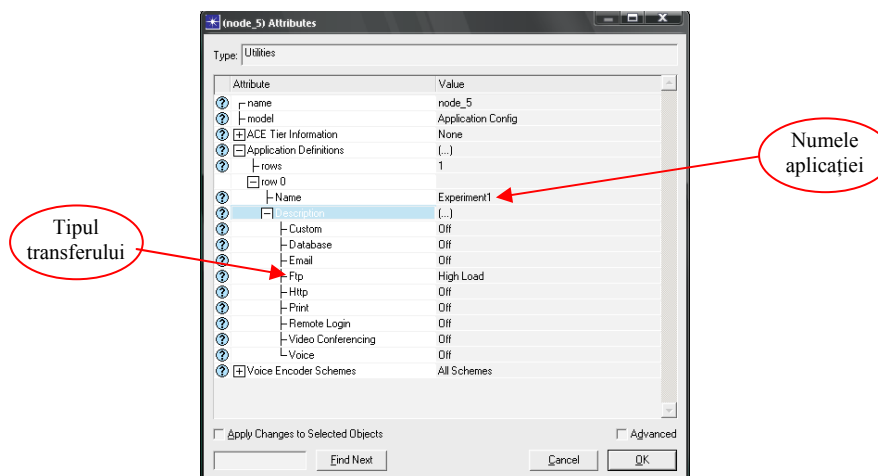 (node_5) Attributes
Type: Utilities
Attribute Value
name node_5
model Application Config
ACE Tier Information None
Application Definitions (...)
rows 1
row 0
Name Experiment1
Description (...)
Custom Off
Database Off
Email Off
Ftp High Load
Http Off
Print Off
Remote Login Off
Video Conferencing Off
Voice Off
Voice Encoder Schemes All Schemes
Apply Changes to Selected Objects Advanced
Find Next Cancel OK
Numele
aplicației
Tipul
transferului